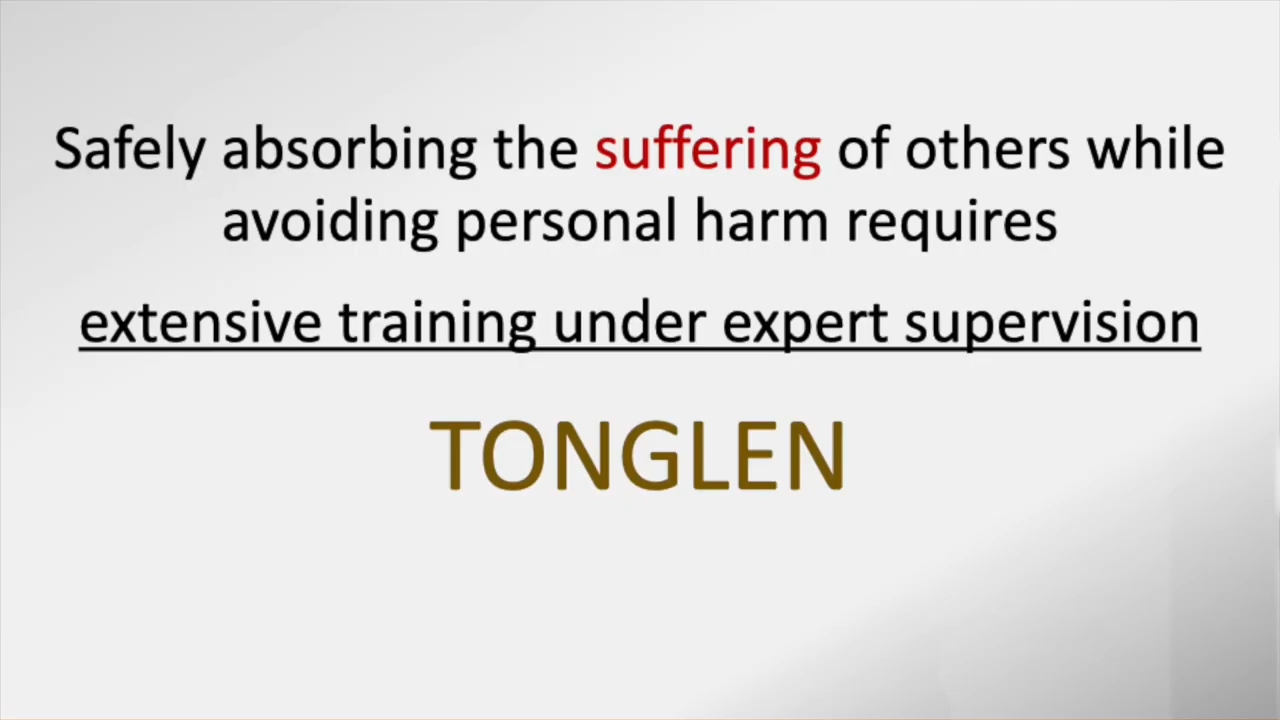 Safely absorbing the suffering of others while
avoiding personal harm requires
extensive training under expert supervision
TONGLEN